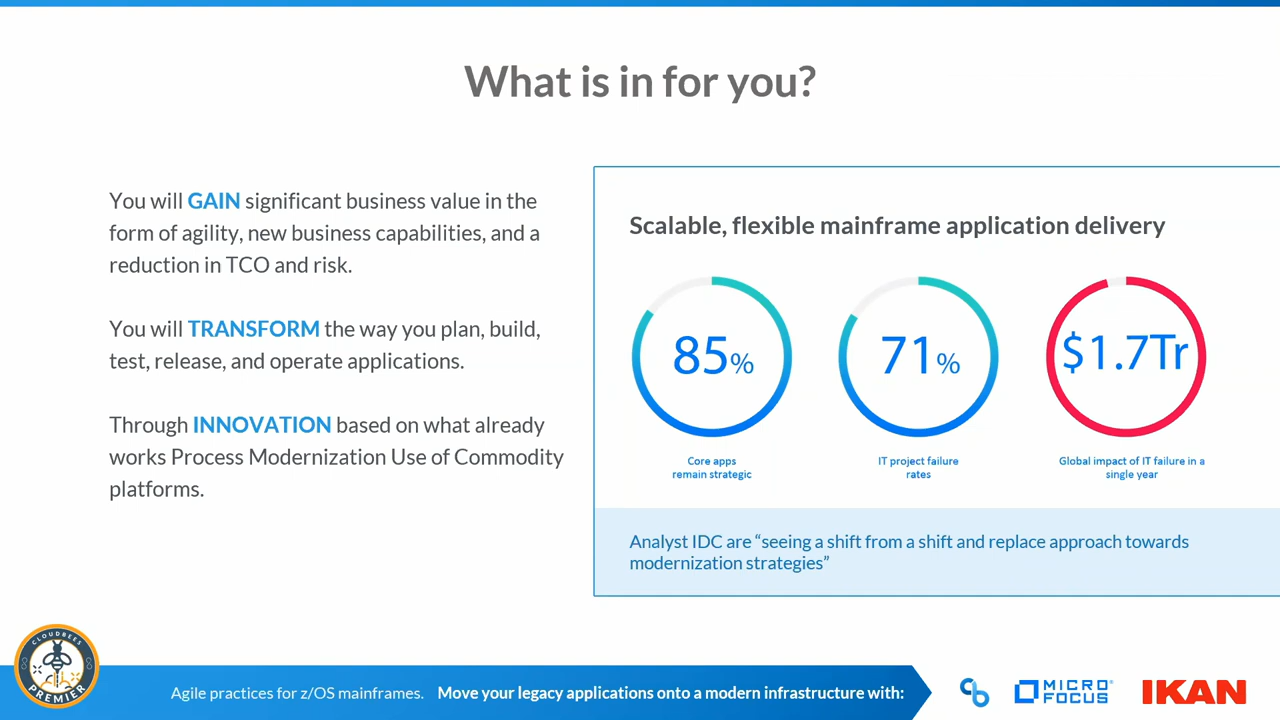 What is in for you?
You will GAIN significant business value in the
form of agility, new business capabilities, and a
reduction in TCO and risk.
You will TRANSFORM the way you plan, build,
test, release, and operate applications.
Through INNOVATION based on what already
works Process Modernization Use of Commodity
platforms.
Scalable, flexible mainframe application delivery
85%
Core apps
remain strategic
71%
IT project failure
rates
$1.7Tr
Global impact of IT failure in a
single year
Analyst IDC are “seeing a shift from a shift and replace approach towards
modernization strategies”
CLOUDBEES
PREMIER
Agile practices for z/OS mainframes. Move your legacy applications onto a modern infrastructure with:
MICRO
FOCUS
IKAN